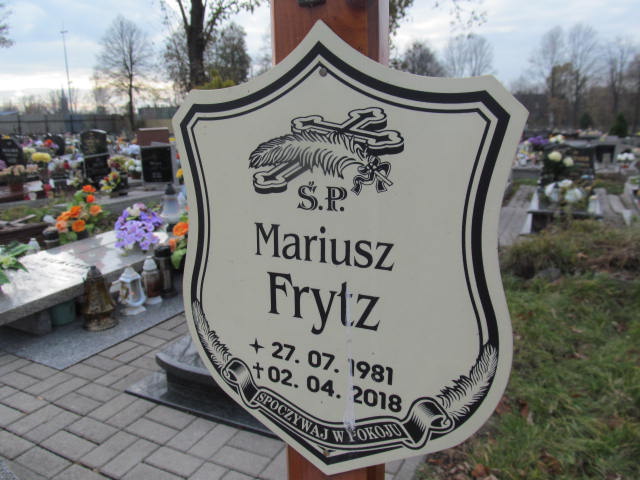 Ś.P.
Mariusz
Frytz
27. 07. 1981
02. 04. 2018
SPOCZYWAJ W POKOJU